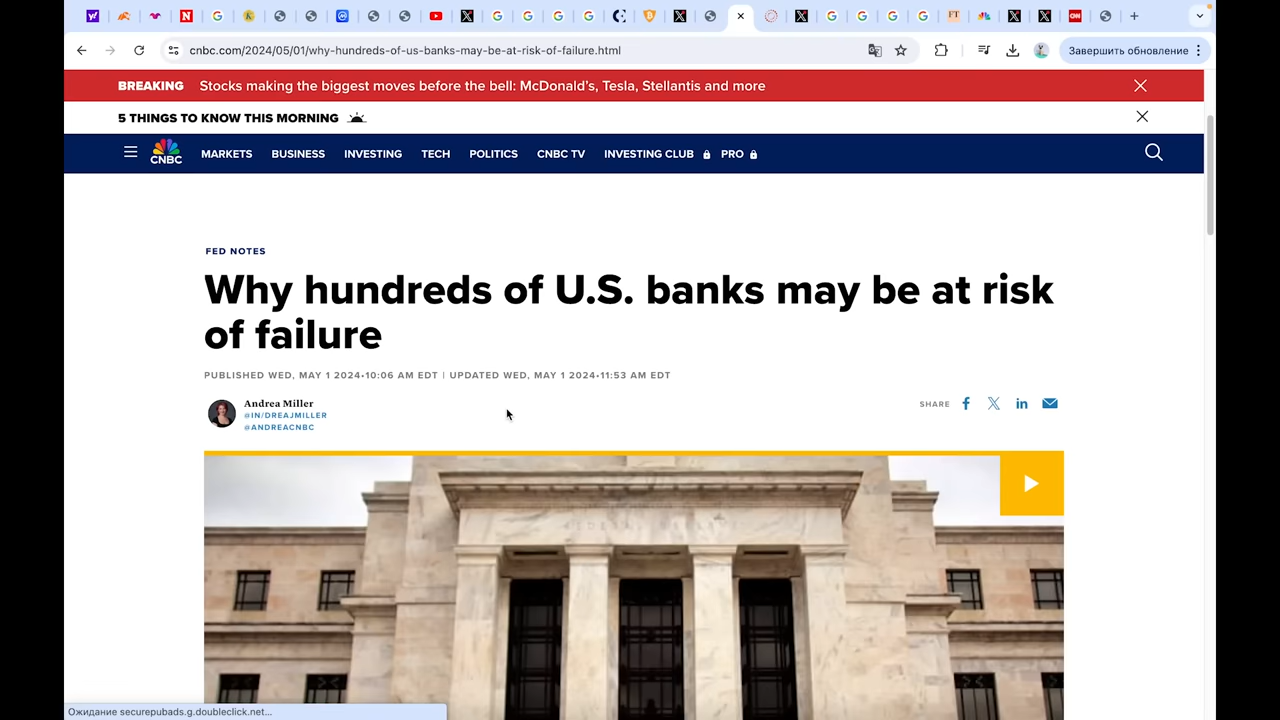 cnbc.com/2024/05/01/why-hundreds-of-us-banks-may-be-at-risk-of-failure.html
Завершить обновление
BREAKING Stocks making the biggest moves before the bell: McDonald's, Tesla, Stellantis and more
5 THINGS TO KNOW THIS MORNING
CNBC MARKETS BUSINESS INVESTING TECH POLITICS CNBC TV INVESTING CLUB PRO
FED NOTES
Why hundreds of U.S. banks may be at risk
of failure
PUBLISHED WED, MAY 1 2024•10:06 AM EDT | UPDATED WED, MAY 1 2024•11:53 AM EDT
Andrea Miller
@IN/DREAJMILLER
@ANDREACNBC
SHARE
Ожидание securepubads.g.doubleclick.net...